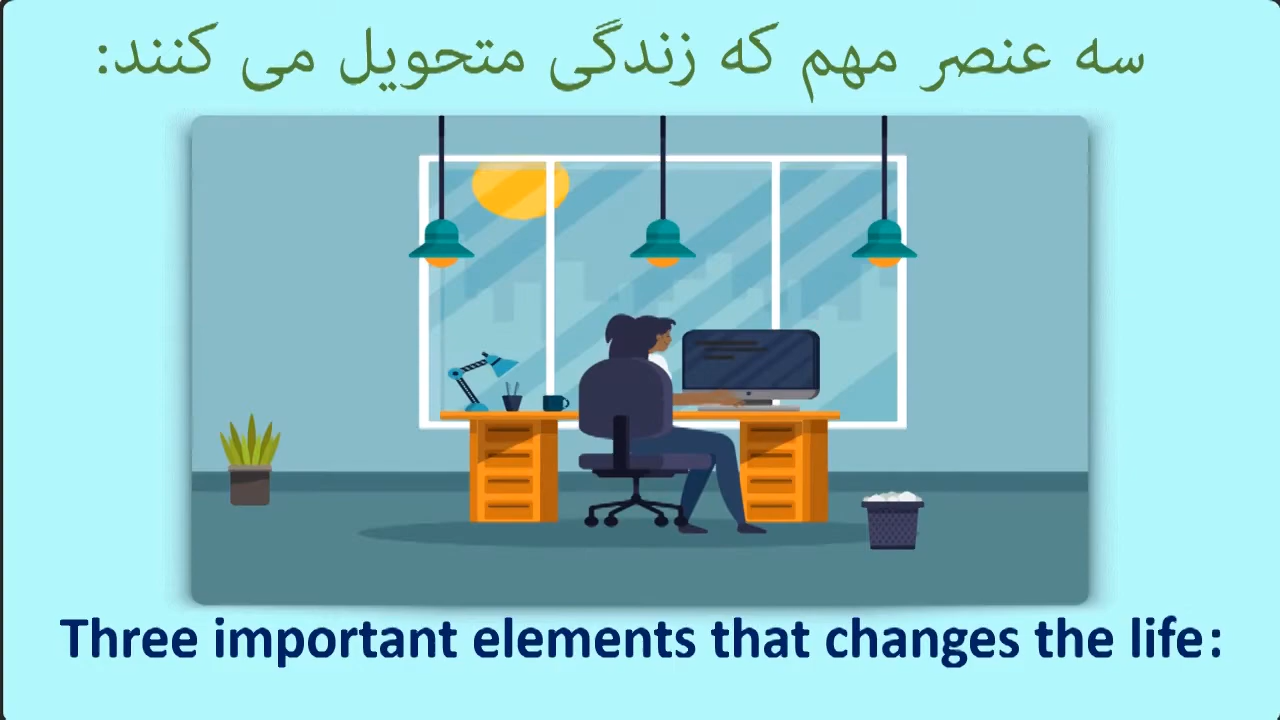 سه عنصر مهم که زندگی متحویل می کنند:
Three important elements that changes the life: